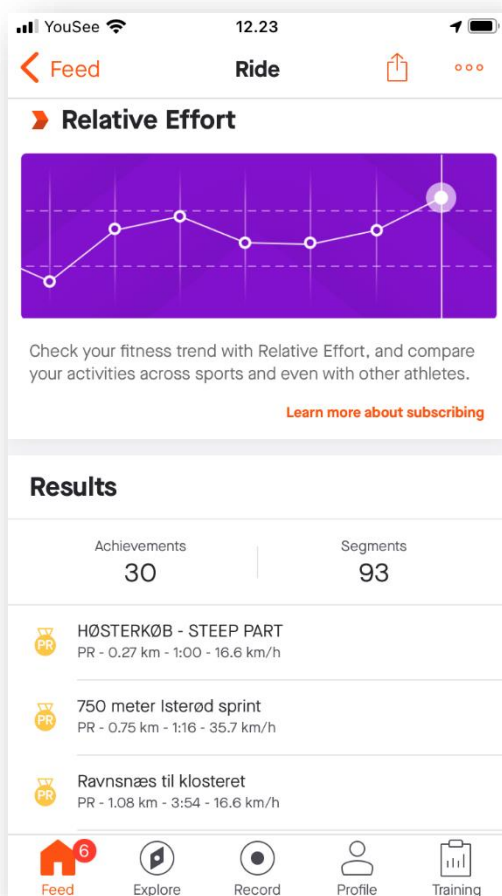 YouSee 12.23
Feed Ride
Relative Effort
Check your fitness trend with Relative Effort, and compare
your activities across sports and even with other athletes.
Learn more about subscribing
Results
Achievements Segments
30 93
PR HØSTERKØB - STEEP PART
PR - 0.27 km - 1:00 - 16.6 km/h
PR 750 meter Isterød sprint
PR - 0.75 km - 1:16 - 35.7 km/h
PR Ravnsnæs til klosteret
PR - 1.08 km - 3:54 - 16.6 km/h
6
Feed Explore Record Profile Training